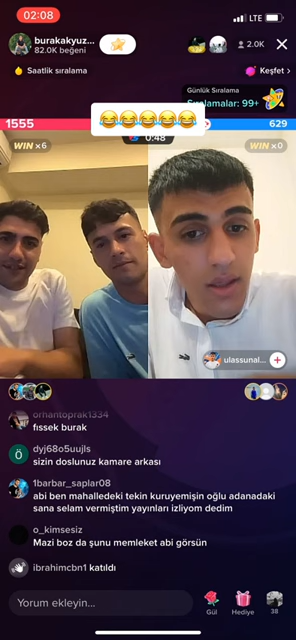 02:08
LTE
burakakyuz...
82.0K beğeni
2.0K
Saatlik sıralama
Keşfet >
Günlük Sıralama
Sıralamalar: 99+
1555
629
WIN x6
0:48
WIN x0
ulassunal...
orhantoprak1334
fıssek burak
Ö
dyj68o5uujls
sizin doslunuz kamare arkası
1barbar_saplar08
abi ben mahalledeki tekin kuruyemişin oğlu adanadaki
sana selam vermiştim yayınları izliyom dedim
o_kimsesiz
Mazi boz da şunu memleket abi görsün
ibrahimcbn1 katıldı
Yorum ekleyin...
Gül
Hediye
38